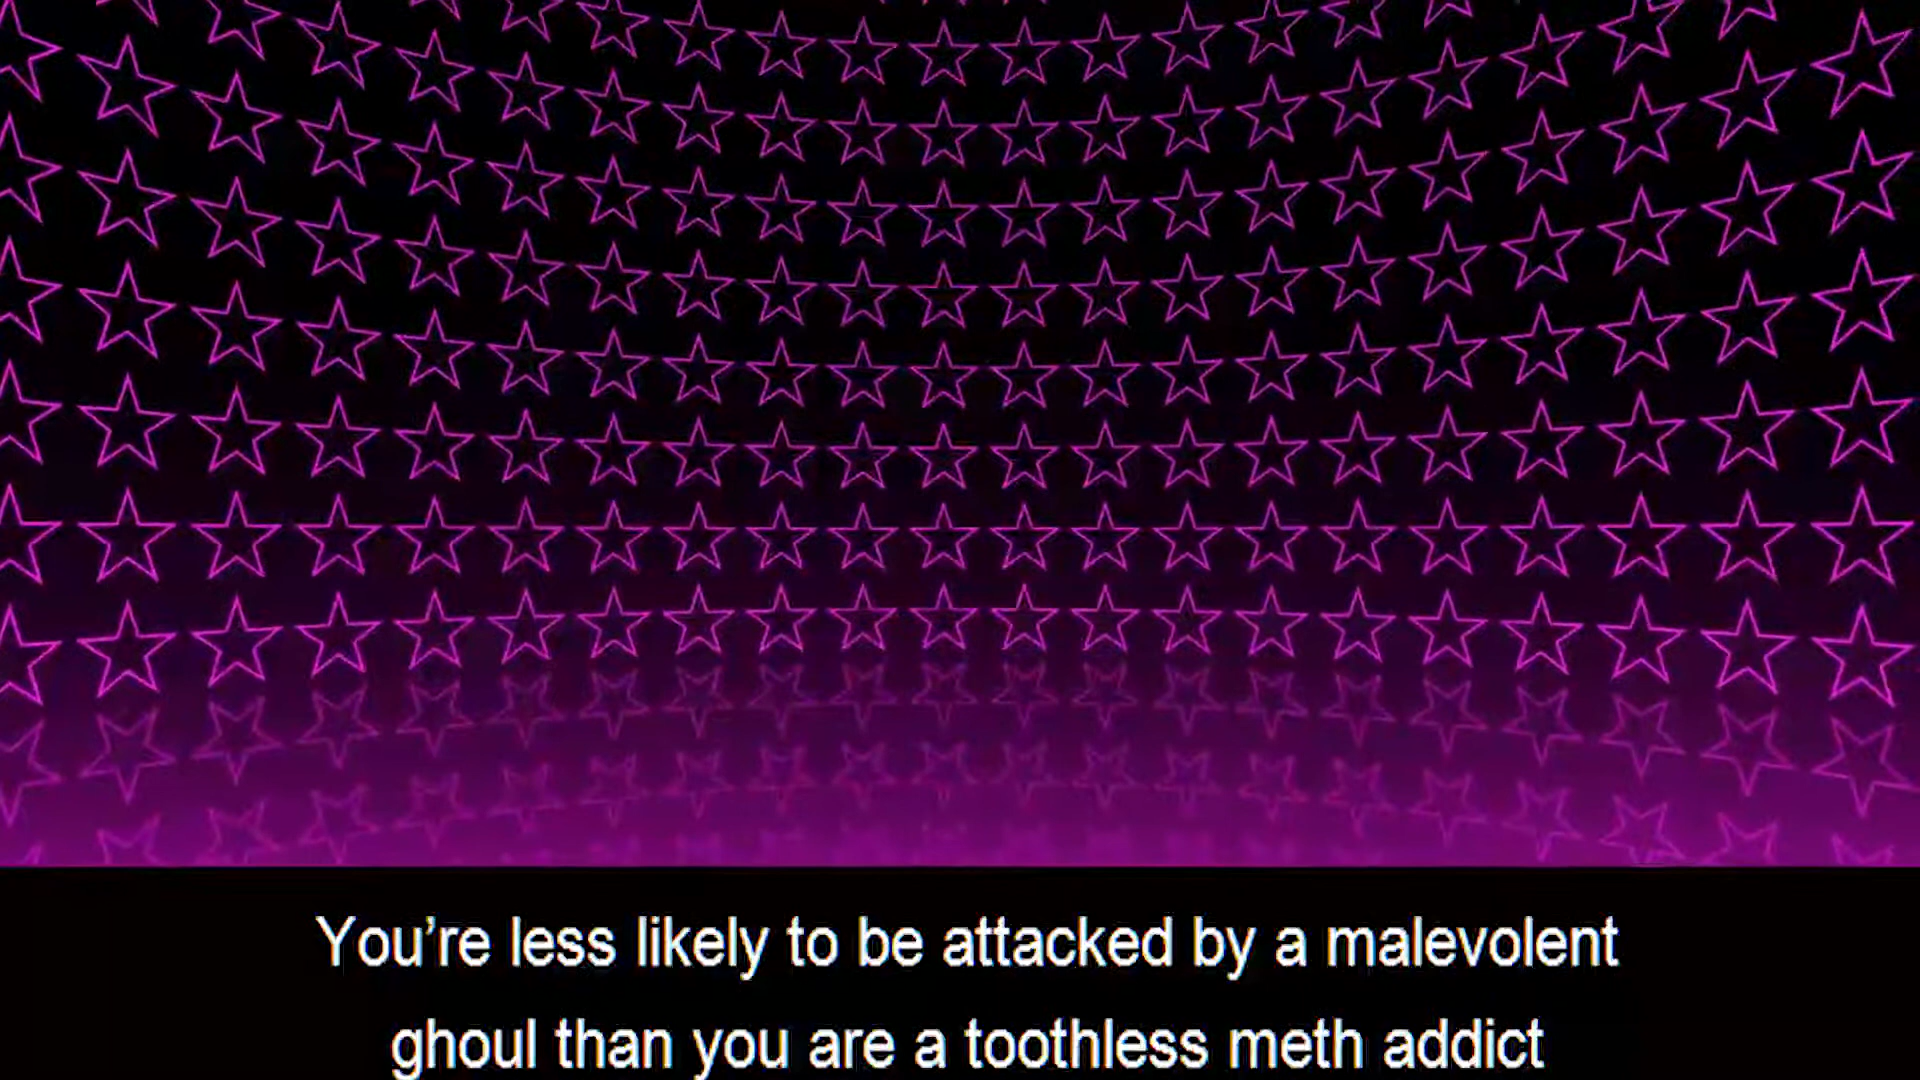 You’re less likely to be attacked by a malevolent
ghoul than you are a toothless meth addict